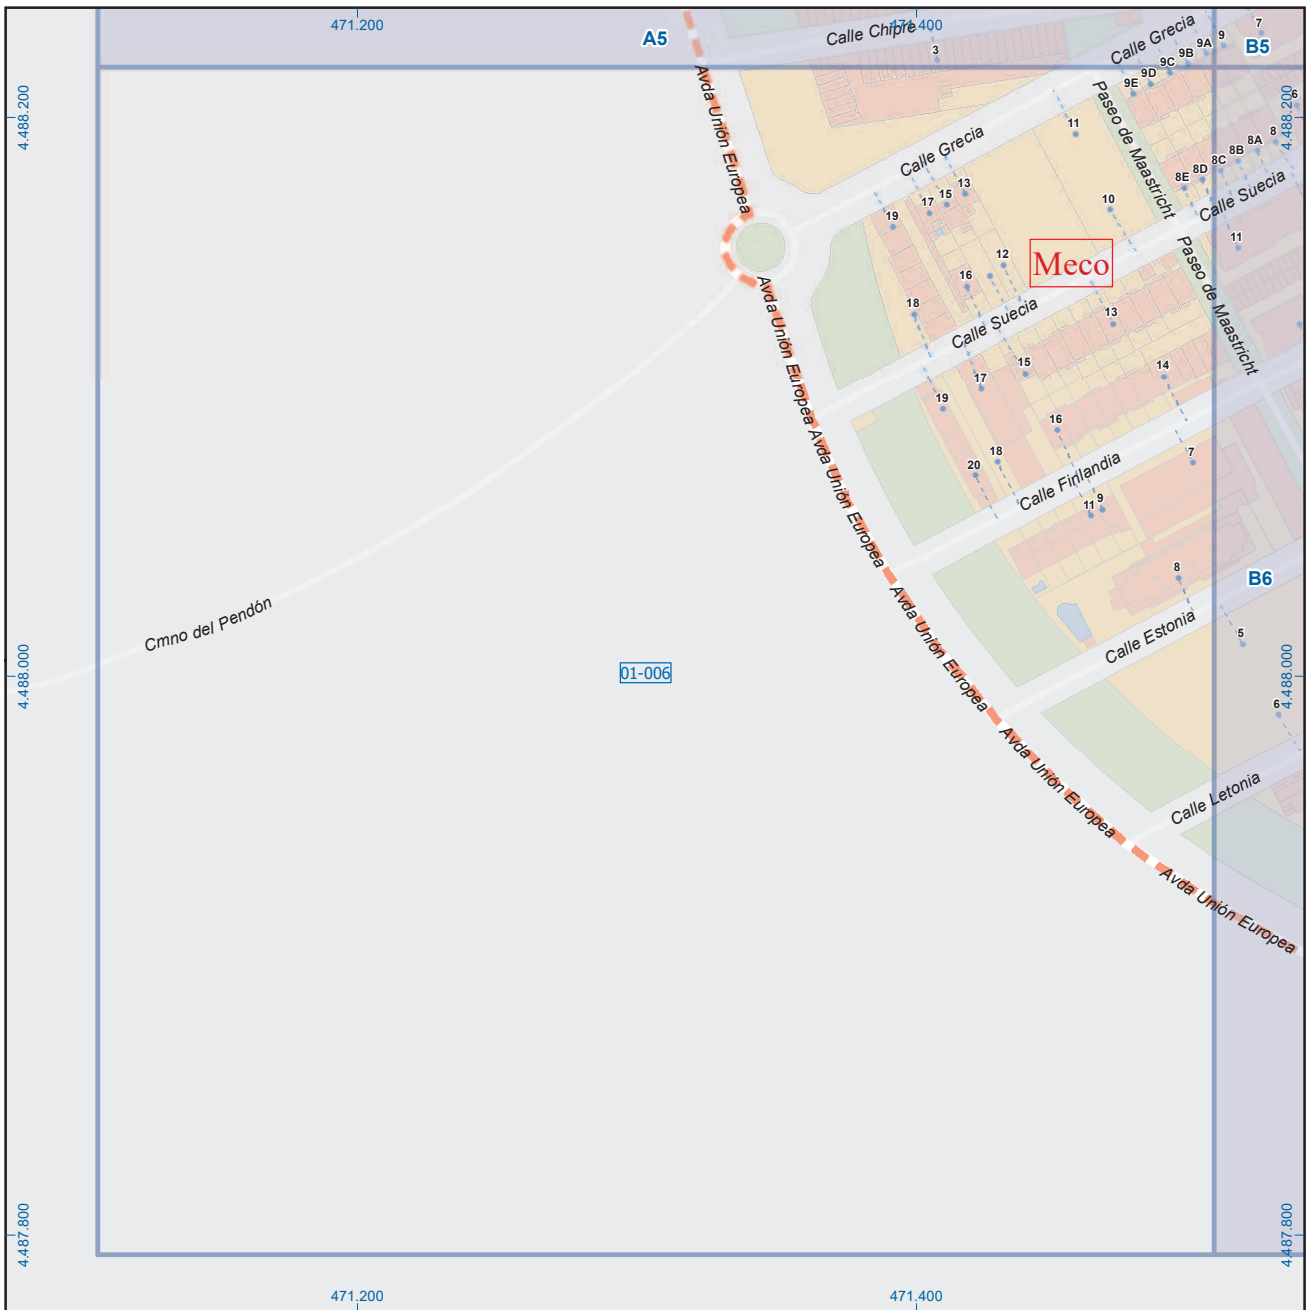 471.200
471.400
A5
B5
Calle Chipre
3
Calle Grecia
7
9
9A
9B
9C
9D
9E
4.488.200
4.488.200
6
Avda Unión Europea
Calle Grecia
11
Paseo de Maastricht
8
8A
8B
8C
8D
8E
Calle Suecia
13
15
17
19
10
11
Meco
12
16
18
Calle Suecia
13
Paseo de Maastricht
Avda Unión Europea
15
17
19
14
16
18
20
7
Calle Finlandia
Avda Unión Europea
11
9
8
B6
Avda Unión Europea
Cmno del Pendón
Calle Estonia
5
4.488.000
01-006
4.488.000
6
Avda Unión Europea
Calle Letonia
Avda Unión Europea
4.487.800
4.487.800
471.200
471.400